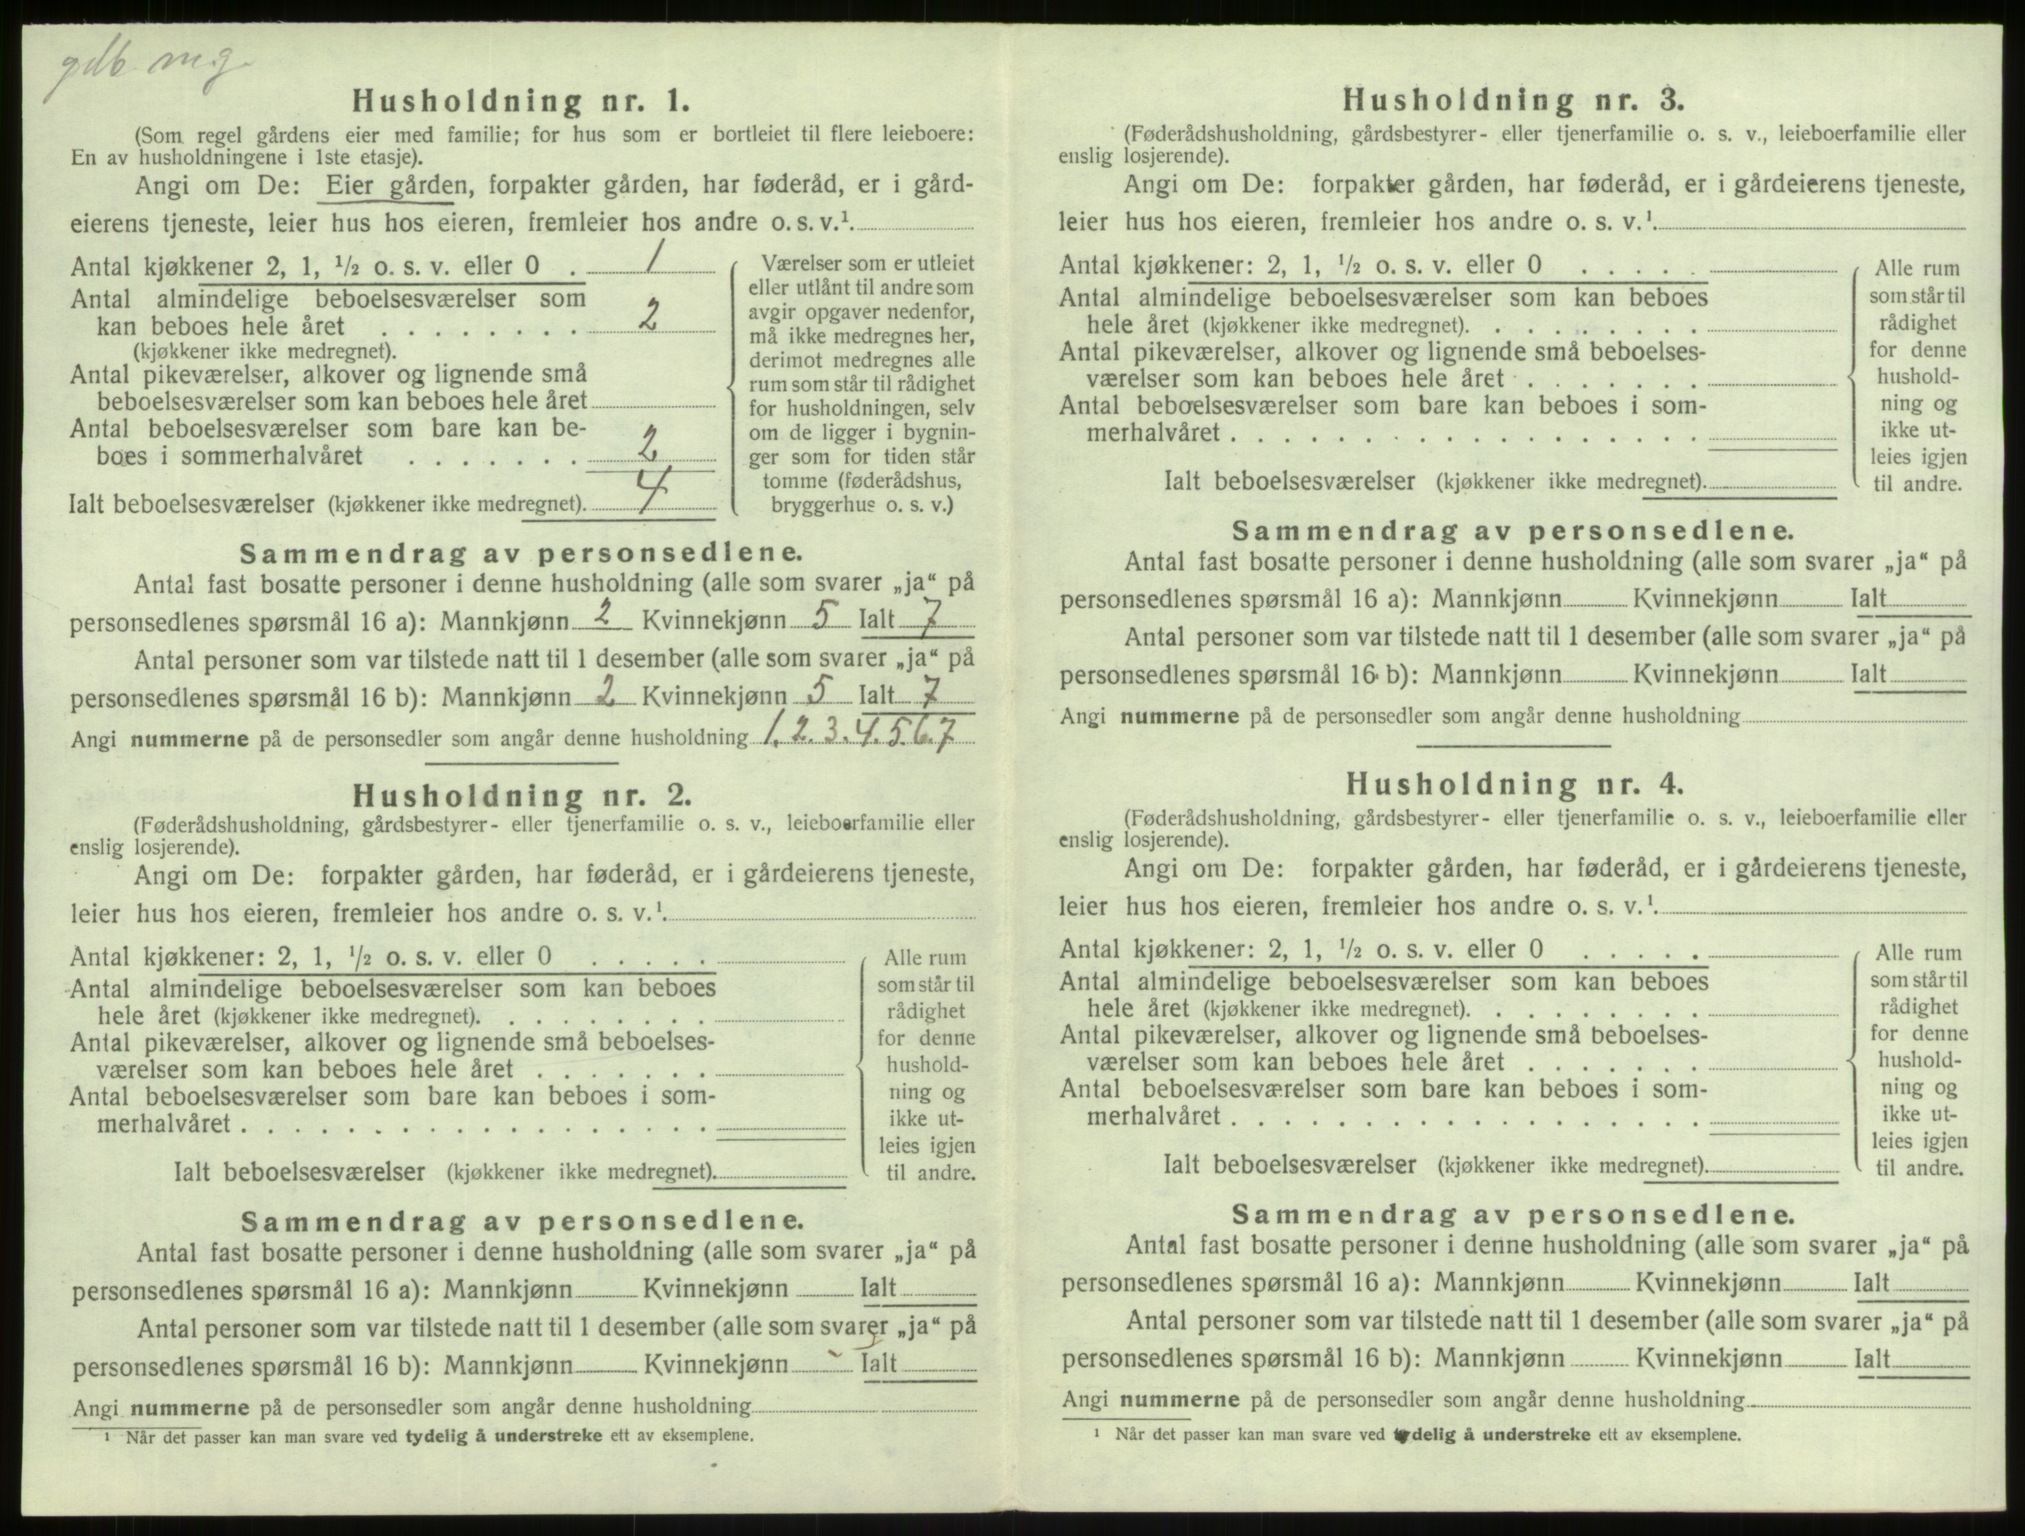 gdb m.g.
Husholdning nr. 1.
(Som regel gårdens eier med familie; for hus som er bortleiet til flere leieboere:
En av husholdningene i 1ste etasje).
Angi om De: Eier gården, forpakter gården, har føderåd, er i gård-
eierens tjeneste, leier hus hos eieren, fremleier hos andre o. s. v.¹.
Antal kjøkkener 2, 1, ½ o. s. v. eller 0 . 1
Antal almindelige beboelsesværelser som
kan beboes hele året . . . . . . . . 2
(kjøkkener ikke medregnet).
Antal pikeværelser, alkover og lignende små
beboelsesværelser som kan beboes hele året
Antal beboelsesværelser som bare kan be-
boes i sommerhalvåret . . . . . . . 2
Ialt beboelsesværelser (kjøkkener ikke medregnet). 4
Værelser som er utleiet
eller utlånt til andre som
avgir opgaver nedenfor,
må ikke medregnes her,
derimot medregnes alle
rum som står til rådighet
for husholdningen, selv
om de ligger i bygnin-
ger som for tiden står
tomme (føderådshus,
bryggerhus o. s. v.)
Sammendrag av personsedlene.
Antal fast bosatte personer i denne husholdning (alle som svarer „ja“ på
personsedlenes spørsmål 16 a): Mannkjønn 2 Kvinnekjønn 5 Ialt 7
Antal personer som var tilstede natt til 1 desember (alle som svarer „ja“ på
personsedlenes spørsmål 16 b): Mannkjønn 2 Kvinnekjønn 5 Ialt 7
Angi nummerne på de personsedler som angår denne husholdning 1. 2. 3. 4. 5. 6. 7
Husholdning nr. 2.
(Føderådshusholdning, gårdsbestyrer- eller tjenerfamilie o. s. v., leieboerfamilie eller
enslig losjerende).
Angi om De: forpakter gården, har føderåd, er i gårdeierens tjeneste,
leier hus hos eieren, fremleier hos andre o. s. v.¹.
Antal kjøkkener: 2, 1, ½ o. s. v. eller 0 . . . . .
Antal almindelige beboelsesværelser som kan beboes
hele året (kjøkkener ikke medregnet). . . . . . . . .
Antal pikeværelser, alkover og lignende små beboelses-
værelser som kan beboes hele året . . . . . . .
Antal beboelsesværelser som bare kan beboes i som-
merhalvåret . . . . . . . . . . . . . . . . . .
Ialt beboelsesværelser (kjøkkener ikke medregnet).
Alle rum
som står til
rådighet
for denne
hushold-
ning og
ikke ut-
leies igjen
til andre.
Sammendrag av personsedlene.
Antal fast bosatte personer i denne husholdning (alle som svarer „ja“ på
personsedlenes spørsmål 16 a): Mannkjønn Kvinnekjønn Ialt
Antal personer som var tilstede natt til 1 desember (alle som svarer „ja“ på
personsedlenes spørsmål 16 b): Mannkjønn Kvinnekjønn Ialt
Angi nummerne på de personsedler som angår denne husholdning
¹ Når det passer kan man svare ved tydelig å understreke ett av eksemplene.
Husholdning nr. 3.
(Føderådshusholdning, gårdsbestyrer- eller tjenerfamilie o. s. v., leieboerfamilie eller
enslig losjerende).
Angi om De: forpakter gården, har føderåd, er i gårdeierens tjeneste,
leier hus hos eieren, fremleier hos andre o. s. v.¹.
Antal kjøkkener: 2, 1, ½ o. s. v. eller 0 . . . . .
Antal almindelige beboelsesværelser som kan beboes
hele året (kjøkkener ikke medregnet). . . . . . . . .
Antal pikeværelser, alkover og lignende små beboelses-
værelser som kan beboes hele året . . . . . . .
Antal beboelsesværelser som bare kan beboes i som-
merhalvåret . . . . . . . . . . . . . . . . . .
Ialt beboelsesværelser (kjøkkener ikke medregnet).
Alle rum
som står til
rådighet
for denne
hushold-
ning og
ikke ut-
leies igjen
til andre.
Sammendrag av personsedlene.
Antal fast bosatte personer i denne husholdning (alle som svarer „ja“ på
personsedlenes spørsmål 16 a): Mannkjønn Kvinnekjønn Ialt
Antal personer som var tilstede natt til 1 desember (alle som svarer „ja“ på
personsedlenes spørsmål 16 b): Mannkjønn Kvinnekjønn Ialt
Angi nummerne på de personsedler som angår denne husholdning
Husholdning nr. 4.
(Føderådshusholdning, gårdsbestyrer- eller tjenerfamilie o. s. v., leieboerfamilie eller
enslig losjerende).
Angi om De: forpakter gården, har føderåd, er i gårdeierens tjeneste,
leier hus hos eieren, fremleier hos andre o. s. v.¹.
Antal kjøkkener: 2, 1, ½ o. s. v. eller 0 . . . . .
Antal almindelige beboelsesværelser som kan beboes
hele året (kjøkkener ikke medregnet). . . . . . . . .
Antal pikeværelser, alkover og lignende små beboelses-
værelser som kan beboes hele året . . . . . . .
Antal beboelsesværelser som bare kan beboes i som-
merhalvåret . . . . . . . . . . . . . . . . . .
Ialt beboelsesværelser (kjøkkener ikke medregnet).
Alle rum
som står til
rådighet
for denne
hushold-
ning og
ikke ut-
leies igjen
til andre.
Sammendrag av personsedlene.
Antal fast bosatte personer i denne husholdning (alle som svarer „ja“ på
personsedlenes spørsmål 16 a): Mannkjønn Kvinnekjønn Ialt
Antal personer som var tilstede natt til 1 desember (alle som svarer „ja“ på
personsedlenes spørsmål 16 b): Mannkjønn Kvinnekjønn Ialt
Angi nummerne på de personsedler som angår denne husholdning
¹ Når det passer kan man svare ved tydelig å understreke ett av eksemplene.